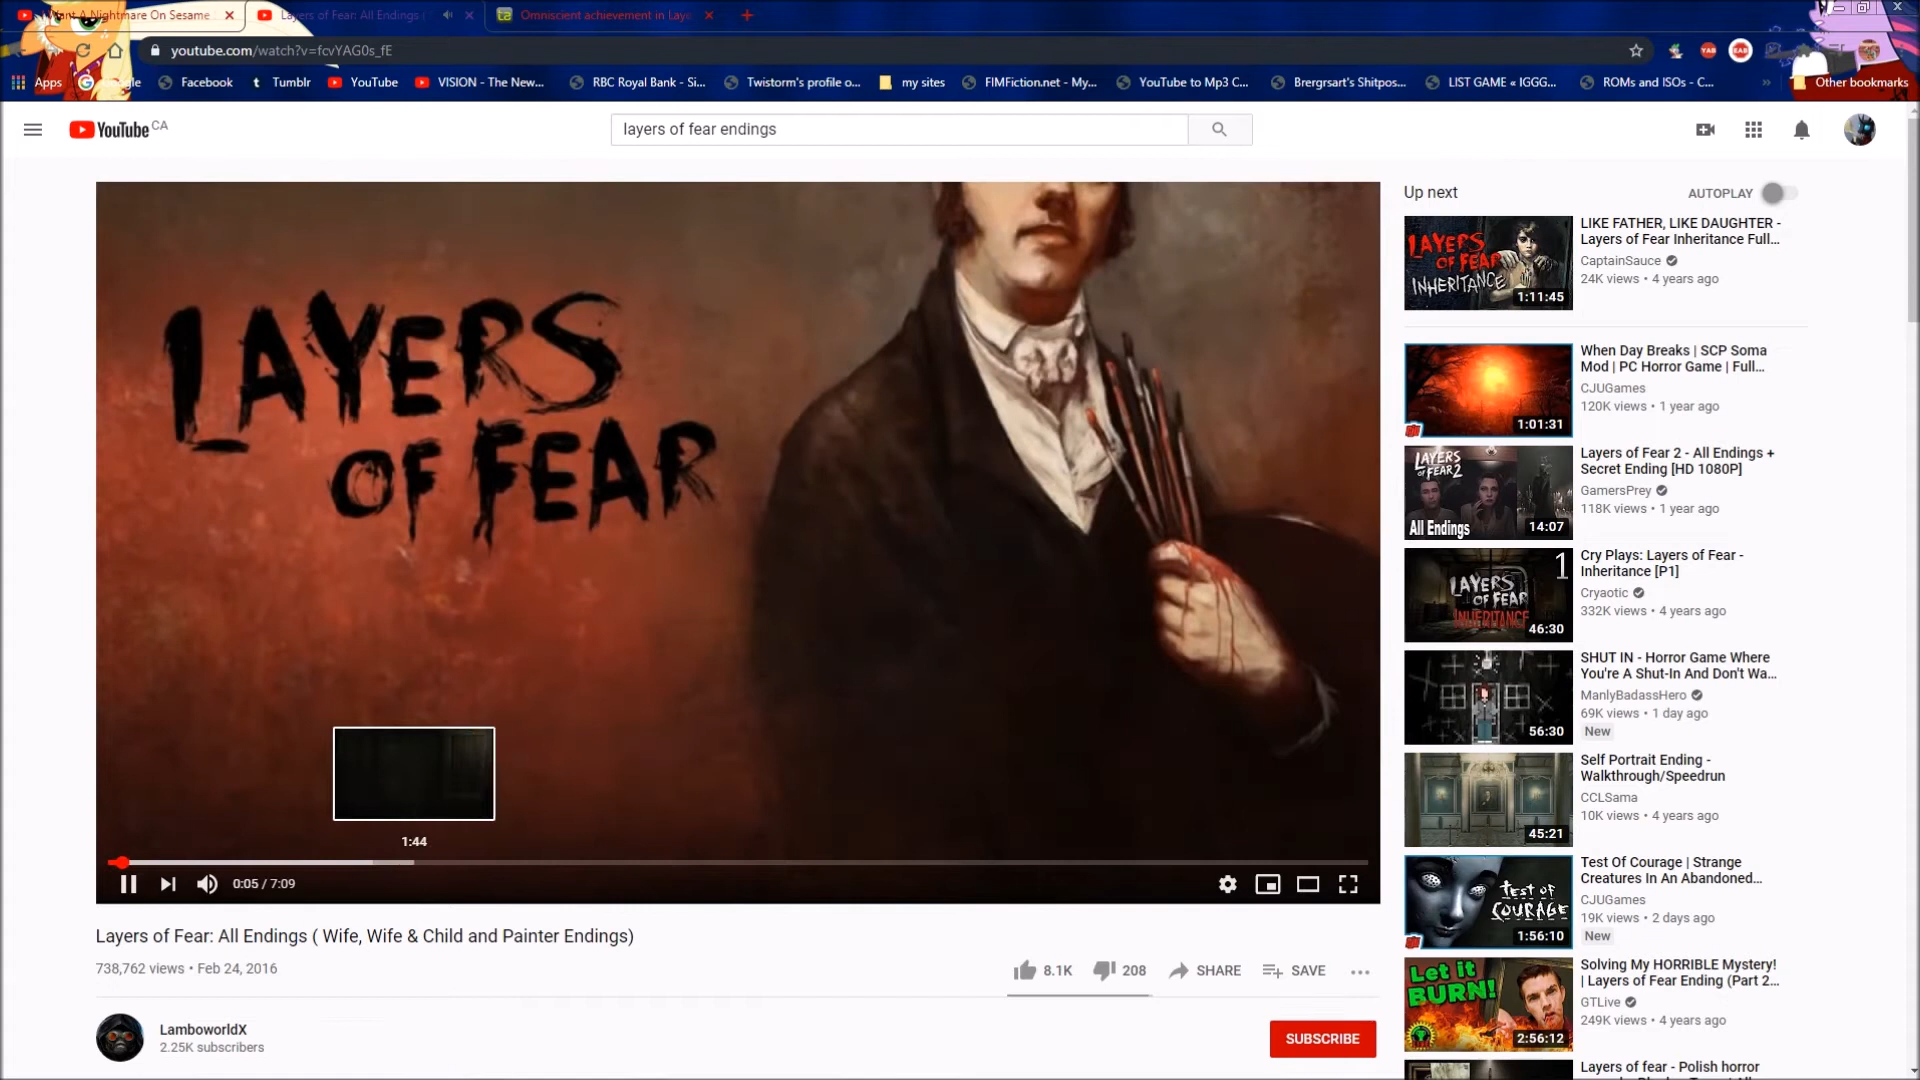 Want A Nightmare On Sesame
Layers of Fear: All Endings (
Omniscient achievement in Laye
youtube.com/watch?v=fcvYAG0s_fE
Apps
Facebook
Tumblr
YouTube
VISION - The New...
RBC Royal Bank - Si...
Twistorm's profile o...
my sites
FIMFiction.net - My...
YouTube to Mp3 C...
Brergrsart's Shitpos...
LIST GAME « IGGG...
ROMs and ISOs - C...
»
Other bookmarks
YouTube CA
layers of fear endings
LAYERS
OF FEAR
1:44
0:05 / 7:09
Layers of Fear: All Endings ( Wife, Wife & Child and Painter Endings)
738,762 views • Feb 24, 2016
8.1K
208
SHARE
SAVE
LamboworldX
2.25K subscribers
SUBSCRIBE
Up next
AUTOPLAY
LAYERS
OF FEAR
INHERITANCE
1:11:45
LIKE FATHER, LIKE DAUGHTER -
Layers of Fear Inheritance Full...
CaptainSauce
24K views • 4 years ago
1:01:31
When Day Breaks | SCP Soma
Mod | PC Horror Game | Full...
CJUGames
120K views • 1 year ago
LAYERS
OF FEAR 2
All Endings
14:07
Layers of Fear 2 - All Endings +
Secret Ending [HD 1080P]
GamersPrey
118K views • 1 year ago
1
LAYERS
OF FEAR
INHERITANCE
46:30
Cry Plays: Layers of Fear -
Inheritance [P1]
Cryaotic
332K views • 4 years ago
56:30
SHUT IN - Horror Game Where
You're A Shut-In And Don't Wa...
ManlyBadassHero
69K views • 1 day ago
New
45:21
Self Portrait Ending -
Walkthrough/Speedrun
CCLSama
10K views • 4 years ago
TEST OF
COURAGE
1:56:10
Test Of Courage | Strange
Creatures In An Abandoned...
CJUGames
19K views • 2 days ago
New
Let it
BURN!
2:56:12
Solving My HORRIBLE Mystery!
| Layers of Fear Ending (Part 2...
GTLive
249K views • 4 years ago
Layers of fear - Polish horror